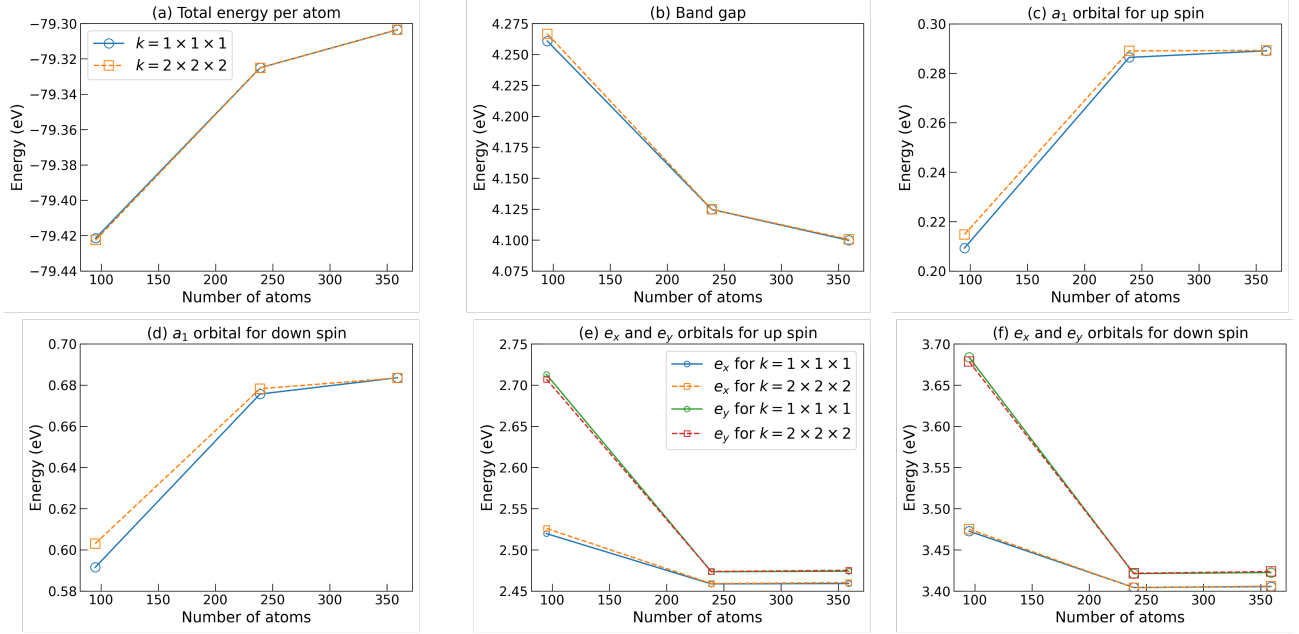 (a) Total energy per atom
Energy (eV)
−79.30
−79.32
−79.34
−79.36
−79.38
−79.40
−79.42
−79.44
k = 1 × 1 × 1
k = 2 × 2 × 2
100 150 200 250 300 350
Number of atoms
(b) Band gap
Energy (eV)
4.275
4.250
4.225
4.200
4.175
4.150
4.125
4.100
4.075
100 150 200 250 300 350
Number of atoms
(c) a₁ orbital for up spin
Energy (eV)
0.30
0.28
0.26
0.24
0.22
0.20
100 150 200 250 300 350
Number of atoms
(d) a₁ orbital for down spin
Energy (eV)
0.70
0.68
0.66
0.64
0.62
0.60
0.58
100 150 200 250 300 350
Number of atoms
(e) eₓ and e_y orbitals for up spin
Energy (eV)
2.75
2.70
2.65
2.60
2.55
2.50
2.45
eₓ for k = 1 × 1 × 1
eₓ for k = 2 × 2 × 2
e_y for k = 1 × 1 × 1
e_y for k = 2 × 2 × 2
100 150 200 250 300 350
Number of atoms
(f) eₓ and e_y orbitals for down spin
Energy (eV)
3.70
3.65
3.60
3.55
3.50
3.45
3.40
100 150 200 250 300 350
Number of atoms